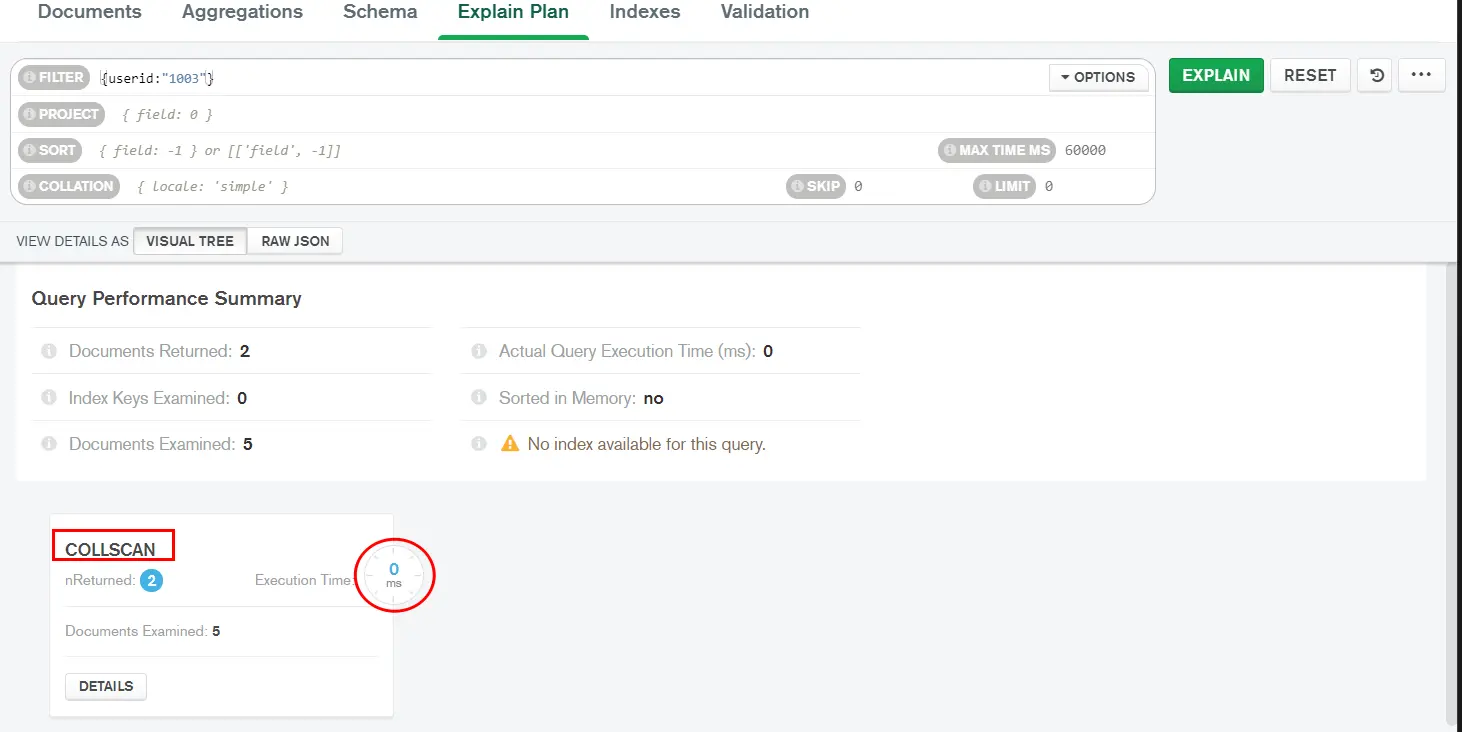 Documents Aggregations Schema Explain Plan Indexes Validation
FILTER {userid:"1003"} OPTIONS EXPLAIN RESET ...
PROJECT { field: 0 }
SORT { field: -1 } or [['field', -1]] MAX TIME MS 60000
COLLATION { locale: 'simple' } SKIP 0 LIMIT 0
VIEW DETAILS AS VISUAL TREE RAW JSON
Query Performance Summary
Documents Returned: 2 Actual Query Execution Time (ms): 0
Index Keys Examined: 0 Sorted in Memory: no
Documents Examined: 5 No index available for this query.
COLLSCAN
nReturned: 2 Execution Time: 0 ms
Documents Examined: 5
DETAILS